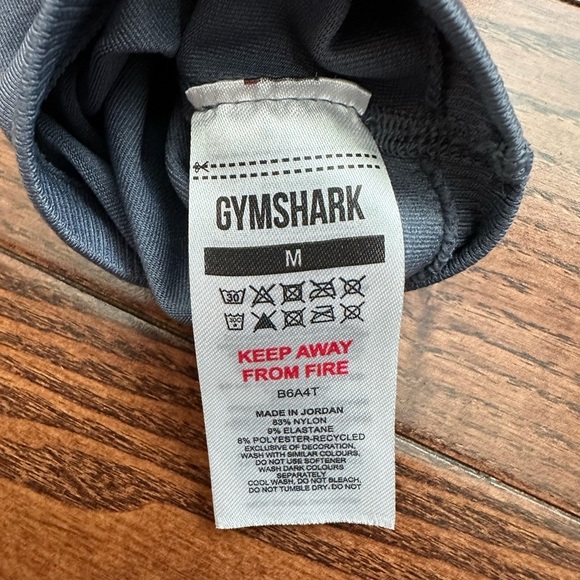 GYMSHARK
M
30
KEEP AWAY
FROM FIRE
B6A4T
MADE IN JORDAN
83% NYLON
9% ELASTANE
8% POLYESTER-RECYCLED
EXCLUSIVE OF DECORATION,
WASH WITH SIMILAR COLOURS,
DO NOT USE SOFTENER
WASH DARK COLOURS
SEPARATELY
COOL WASH, DO NOT BLEACH,
DO NOT TUMBLE DRY, DO NOT